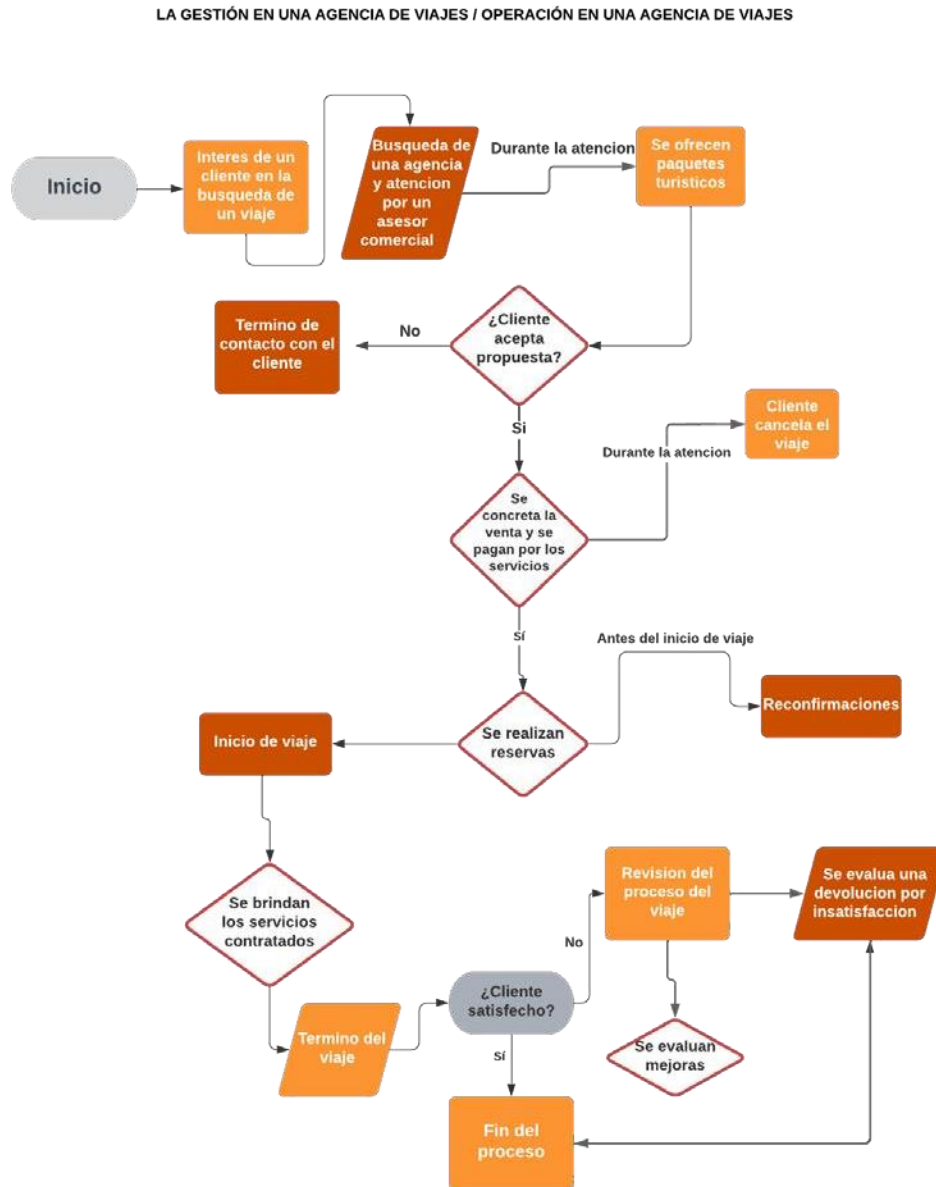 LA GESTIÓN EN UNA AGENCIA DE VIAJES / OPERACIÓN EN UNA AGENCIA DE VIAJES
Inicio
Interes de un
cliente en la
busqueda de
un viaje
Busqueda de
una agencia
y atencion
por un
asesor
comercial
Durante la atencion
Se ofrecen
paquetes
turisticos
¿Cliente
acepta
propuesta?
No
Termino de
contacto con el
cliente
Si
Se
concreta la
venta y se
pagan por los
servicios
Durante la atencion
Cliente
cancela el
viaje
Sí
Antes del inicio de viaje
Reconfirmaciones
Se realizan
reservas
Inicio de viaje
Se brindan
los servicios
contratados
Termino del
viaje
¿Cliente
satisfecho?
No
Revision del
proceso del
viaje
Se evalua una
devolucion por
insatisfaccion
Se evaluan
mejoras
Sí
Fin del
proceso